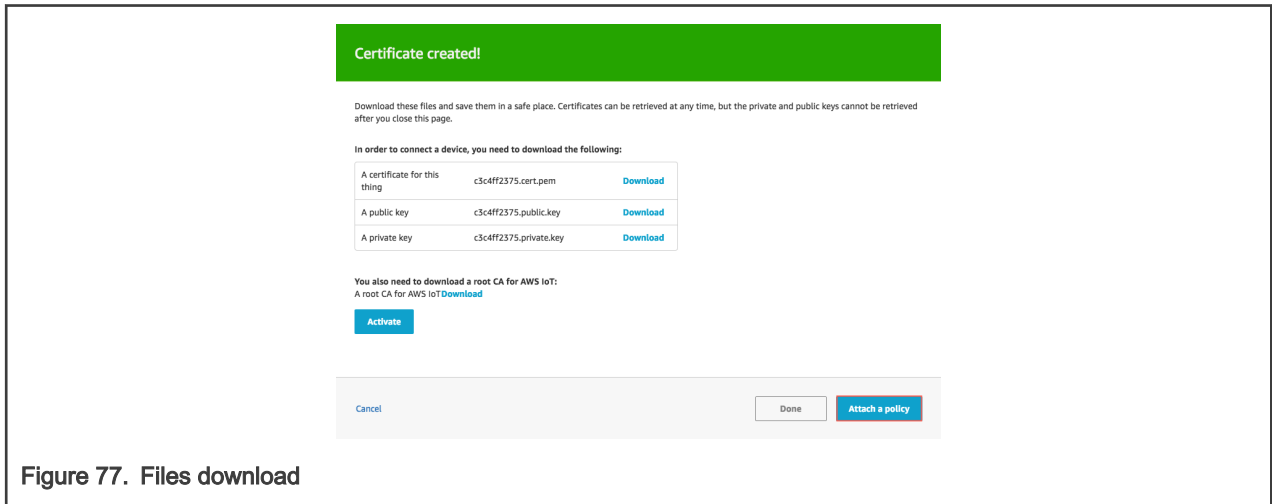 Certificate created!
Download these files and save them in a safe place. Certificates can be retrieved at any time, but the private and public keys cannot be retrieved
after you close this page.
In order to connect a device, you need to download the following:
A certificate for this
thing
c3c4ff2375.cert.pem
Download
A public key
c3c4ff2375.public.key
Download
A private key
c3c4ff2375.private.key
Download
You also need to download a root CA for AWS IoT:
A root CA for AWS IoTDownload
Activate
Cancel
Done
Attach a policy
Figure 77. Files download